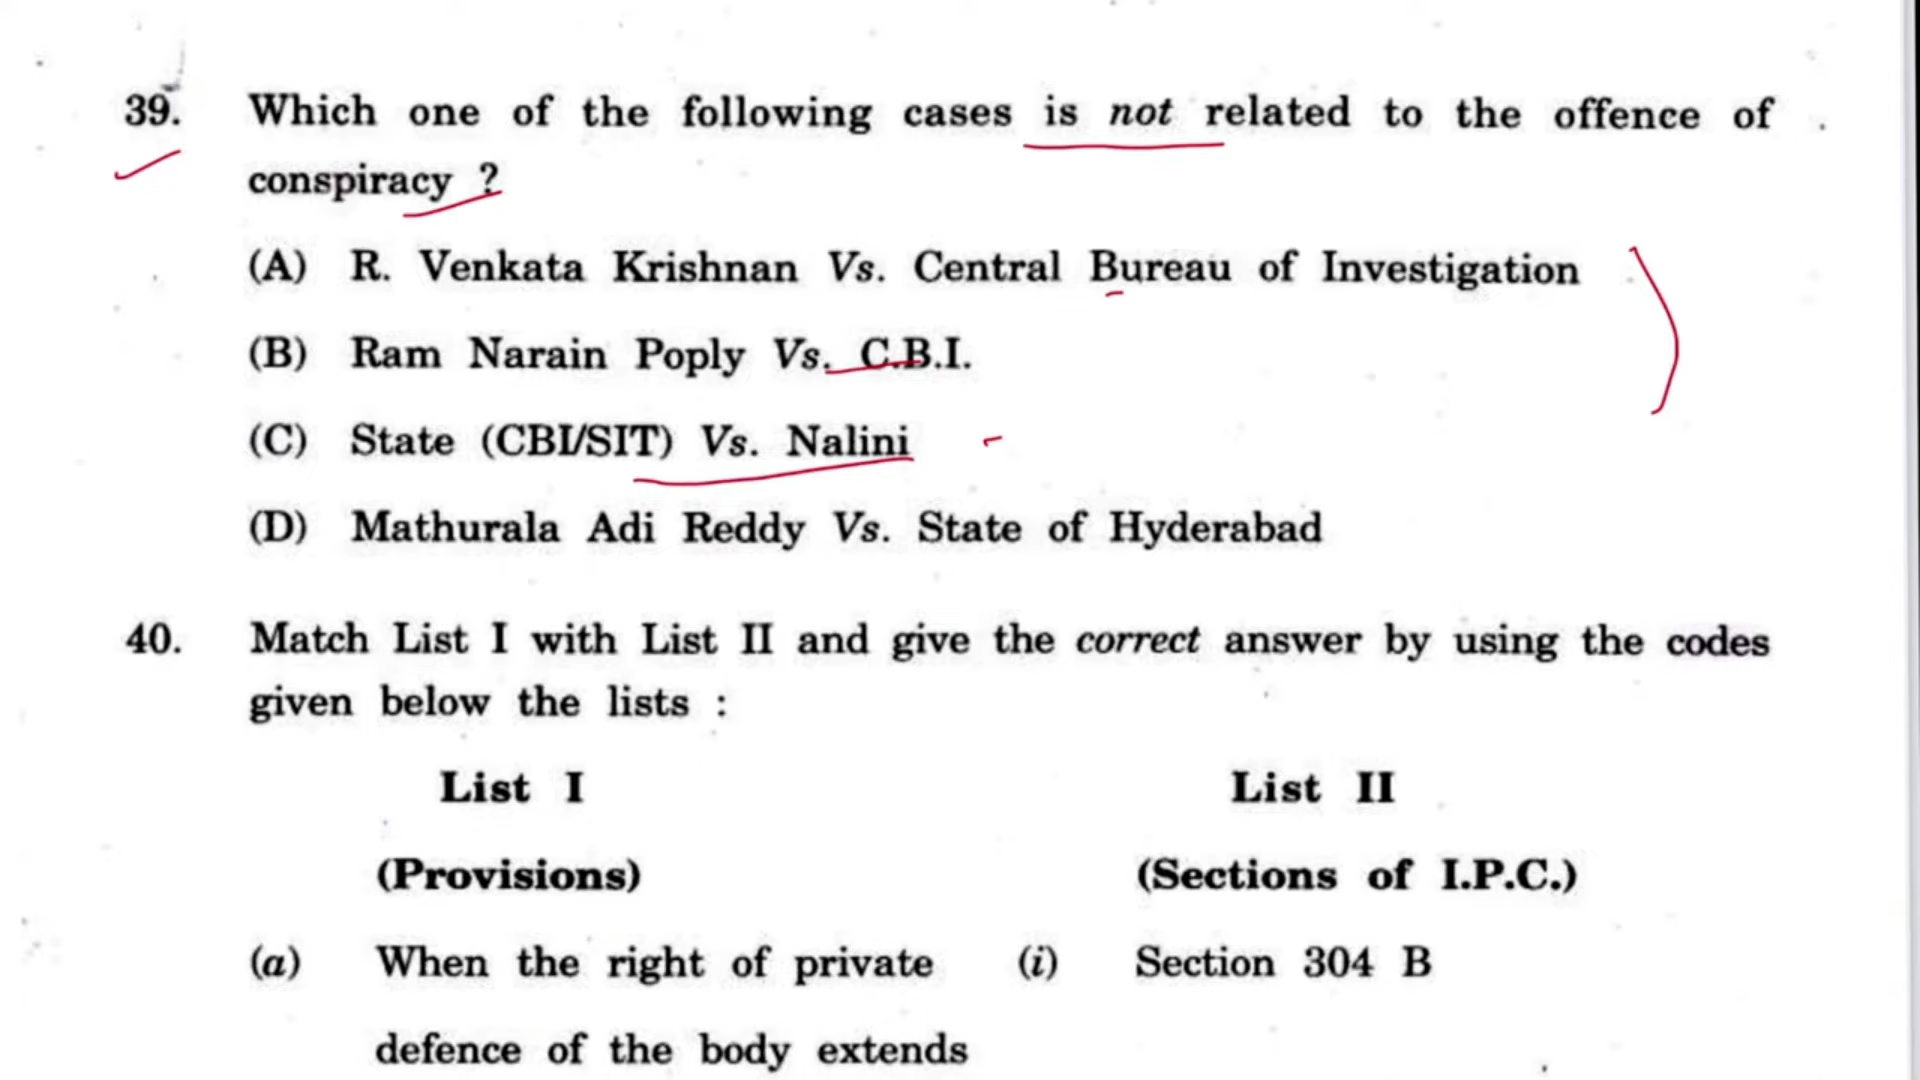 39. Which one of the following cases is not related to the offence of
conspiracy ?
(A) R. Venkata Krishnan Vs. Central Bureau of Investigation
(B) Ram Narain Poply Vs. C.B.I.
(C) State (CBI/SIT) Vs. Nalini
(D) Mathurala Adi Reddy Vs. State of Hyderabad
40. Match List I with List II and give the correct answer by using the codes
given below the lists :
List I List II
(Provisions) (Sections of I.P.C.)
(a) When the right of private (i) Section 304 B
defence of the body extends